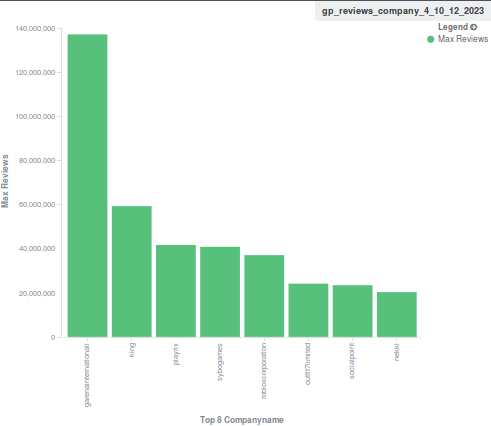 gp_reviews_company_4_10_12_2023
Legend
Max Reviews
140,000,000
120,000,000
100,000,000
80,000,000
60,000,000
40,000,000
20,000,000
0
Max Reviews
garenainternationali
king
playrix
sybogames
robloxcorporation
outfit7limited
socialpoint
nekki
Top 8 Companyname